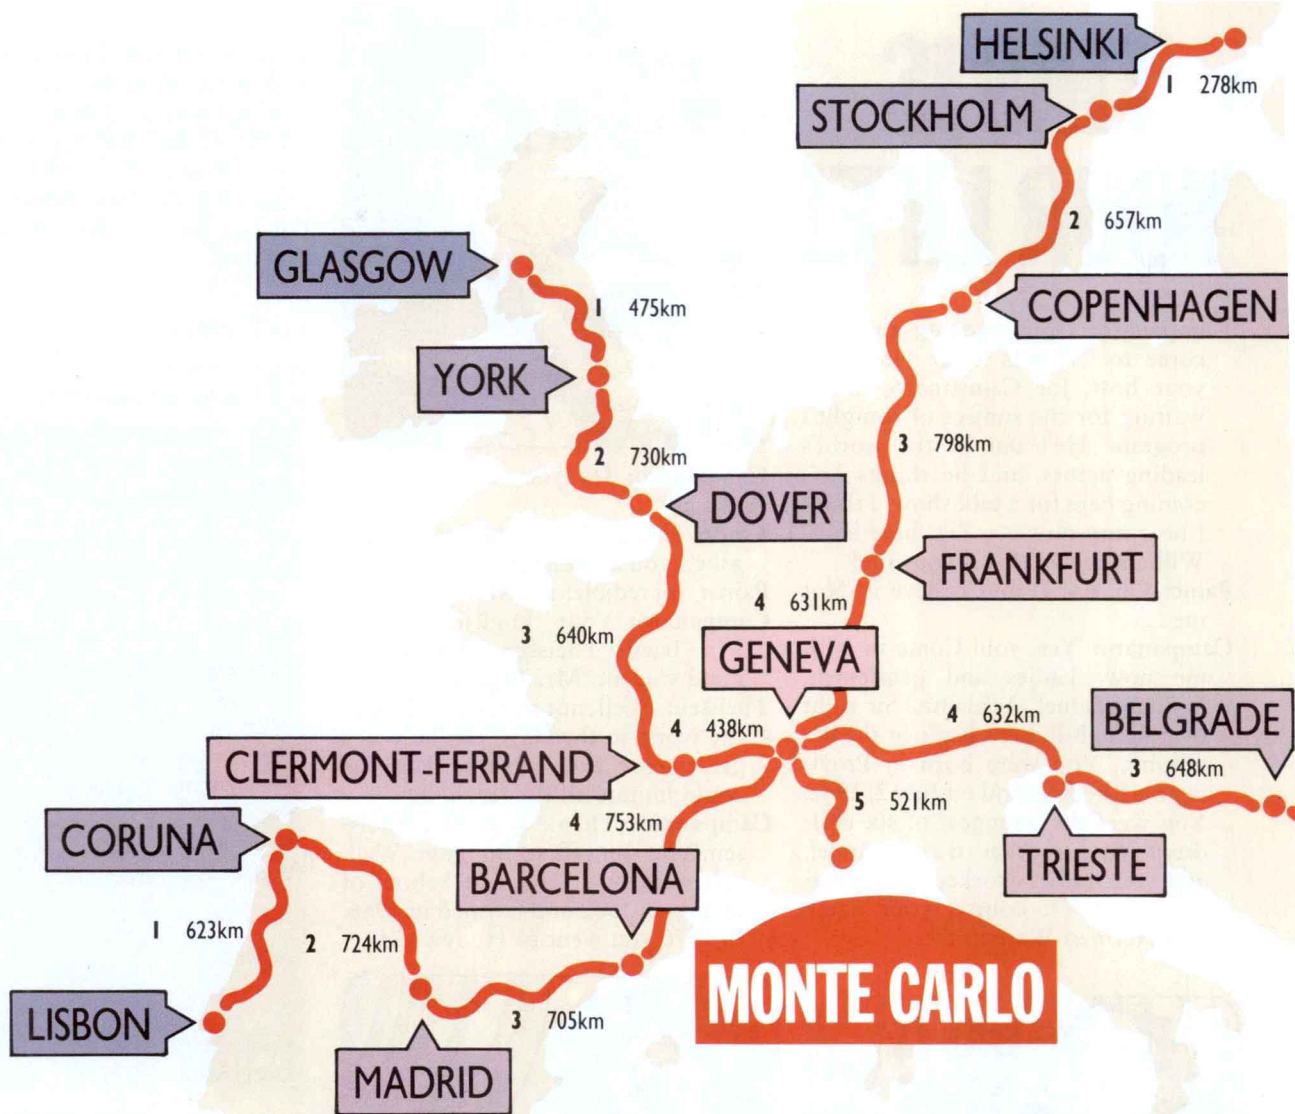 HELSINKI
1 278km
STOCKHOLM
2 657km
GLASGOW
COPENHAGEN
1 475km
YORK
3 798km
2 730km
DOVER
FRANKFURT
4 631km
3 640km
GENEVA
4 438km
4 632km
BELGRADE
CLERMONT-FERRAND
3 648km
5 521km
4 753km
CORUNA
BARCELONA
TRIESTE
1 623km
2 724km
MONTE CARLO
LISBON
3 705km
MADRID